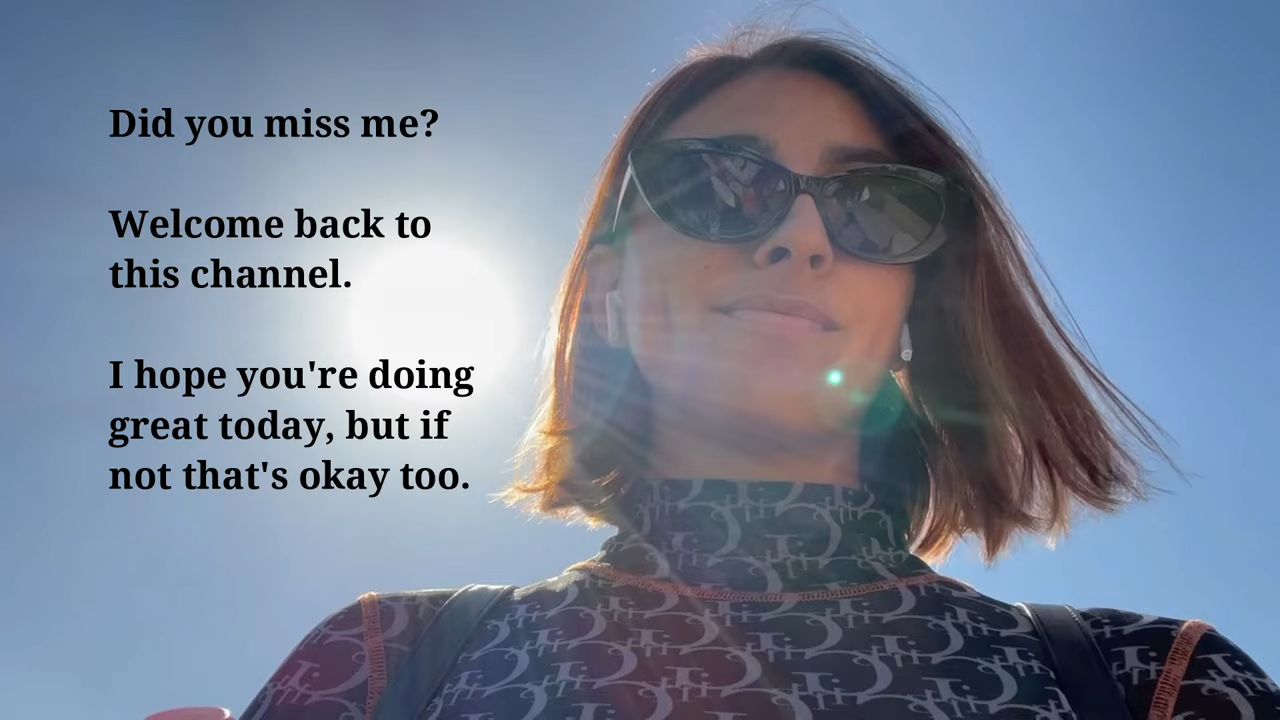 Did you miss me?
Welcome back to
this channel.
I hope you're doing
great today, but if
not that's okay too.